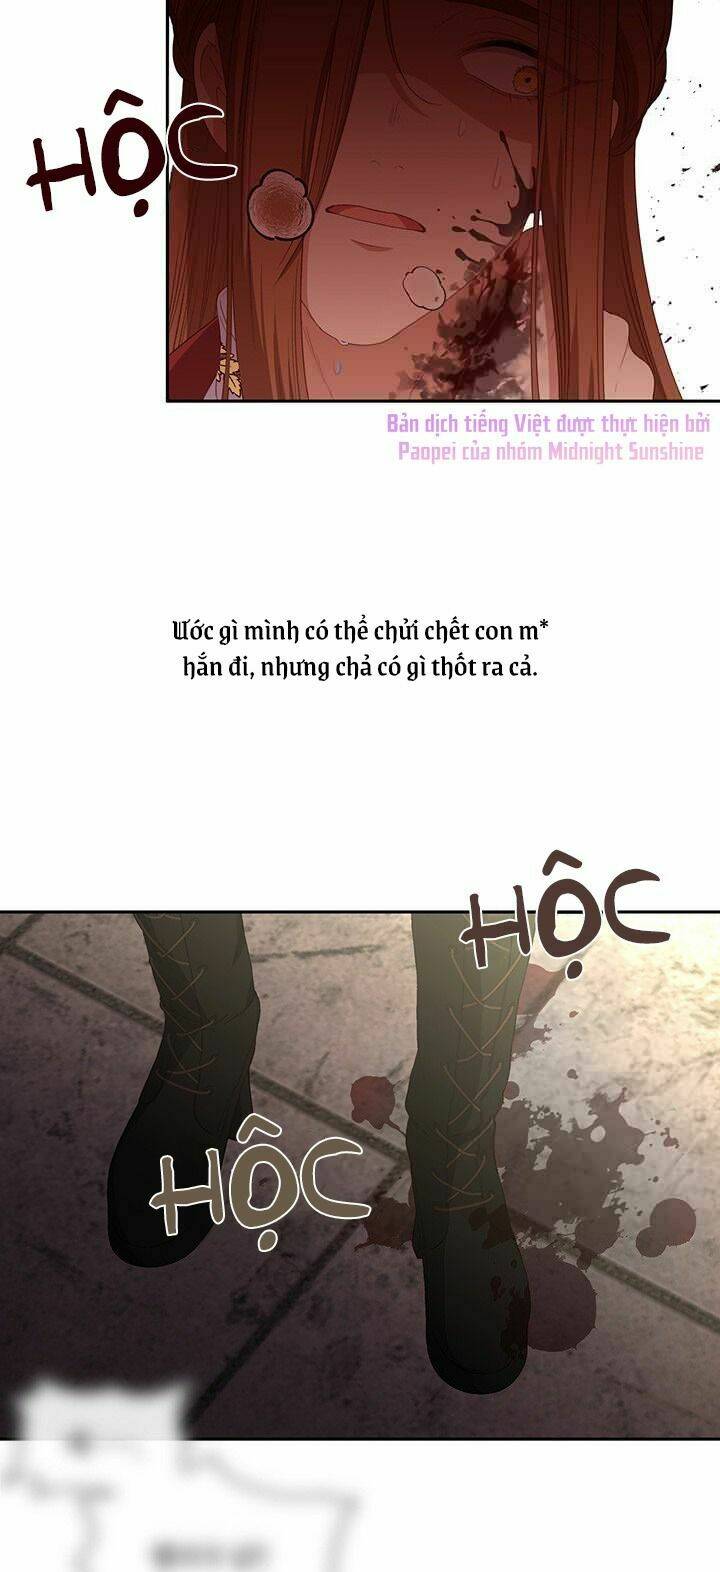 HỘC
Bản dịch tiếng Việt được thực hiện bởi
Paopei của nhóm Midnight Sunshine
Ước gì mình có thể chửi chết con m*
hắn đi, nhưng chả có gì thốt ra cả.
HỘC
HỘC